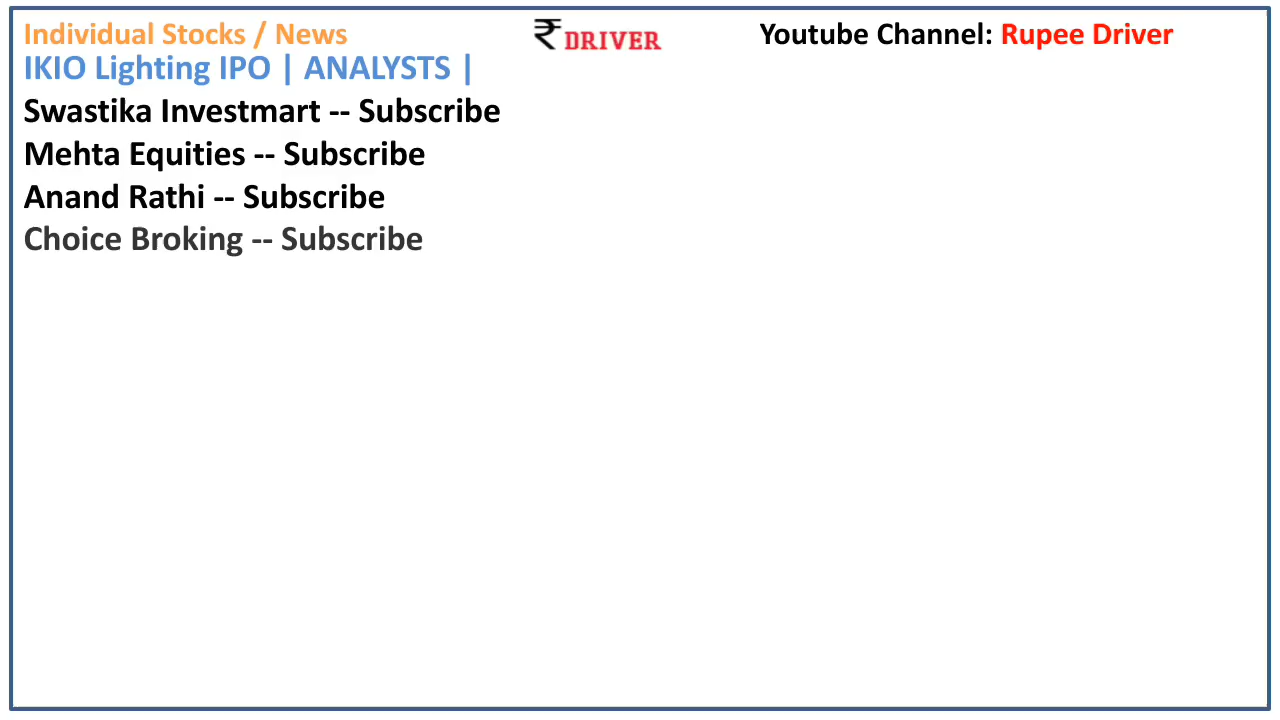 Individual Stocks / News
₹ DRIVER
Youtube Channel: Rupee Driver
IKIO Lighting IPO | ANALYSTS |
Swastika Investmart -- Subscribe
Mehta Equities -- Subscribe
Anand Rathi -- Subscribe
Choice Broking -- Subscribe